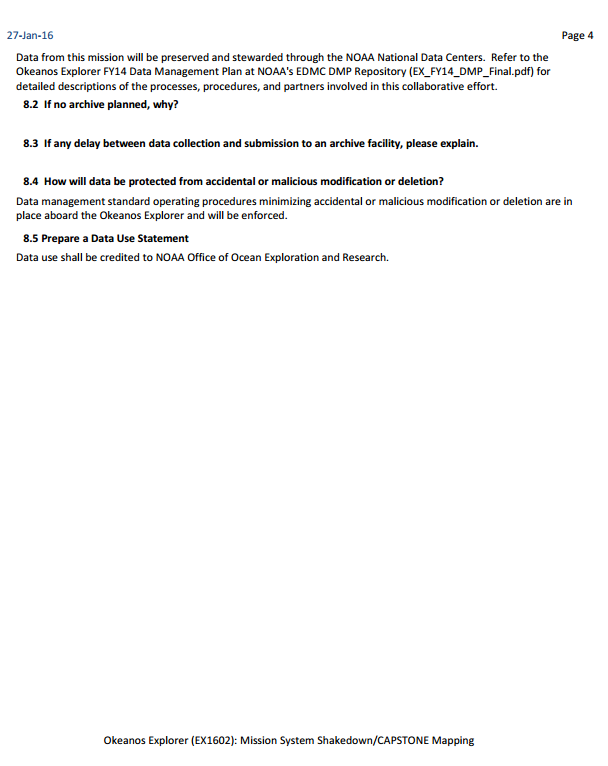 27-Jan-16 Page 4
Data from this mission will be preserved and stewarded through the NOAA National Data Centers. Refer to the
Okeanos Explorer FY14 Data Management Plan at NOAA's EDMC DMP Repository (EX_FY14_DMP_Final.pdf) for
detailed descriptions of the processes, procedures, and partners involved in this collaborative effort.
8.2 If no archive planned, why?
8.3 If any delay between data collection and submission to an archive facility, please explain.
8.4 How will data be protected from accidental or malicious modification or deletion?
Data management standard operating procedures minimizing accidental or malicious modification or deletion are in
place aboard the Okeanos Explorer and will be enforced.
8.5 Prepare a Data Use Statement
Data use shall be credited to NOAA Office of Ocean Exploration and Research.
Okeanos Explorer (EX1602): Mission System Shakedown/CAPSTONE Mapping